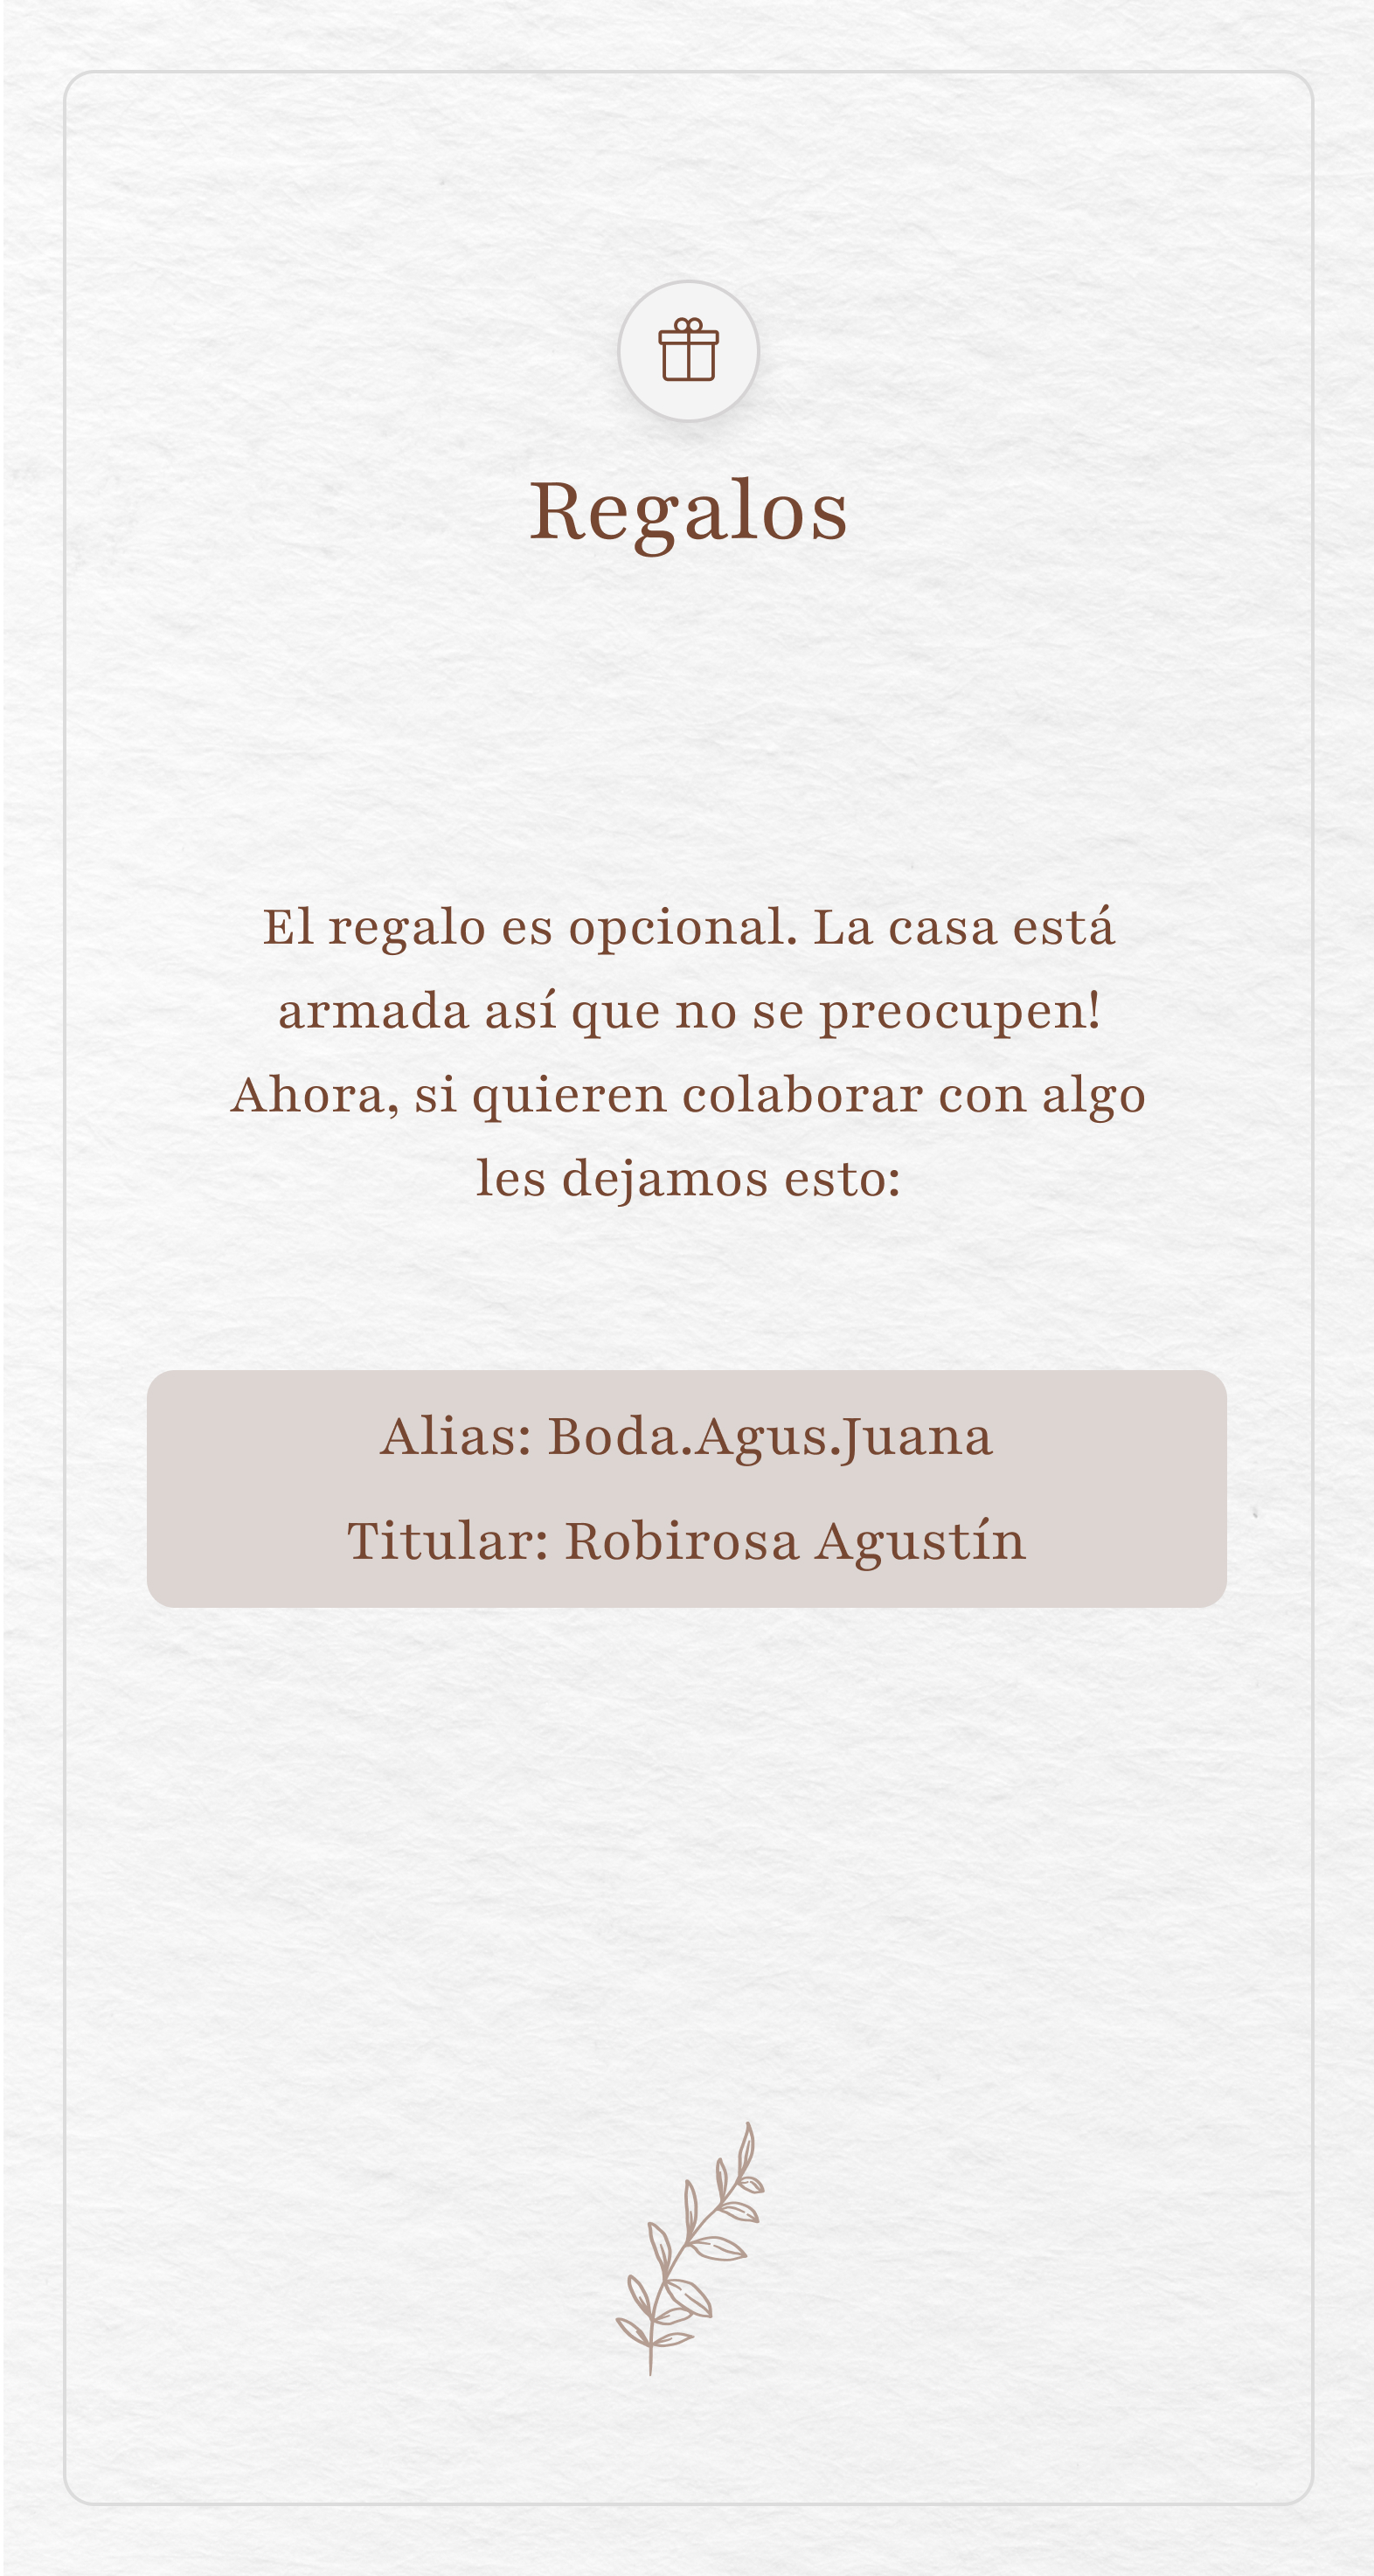 Regalos
El regalo es opcional. La casa está
armada así que no se preocupen!
Ahora, si quieren colaborar con algo
les dejamos esto:
Alias: Boda.Agus.Juana
Titular: Robirosa Agustín